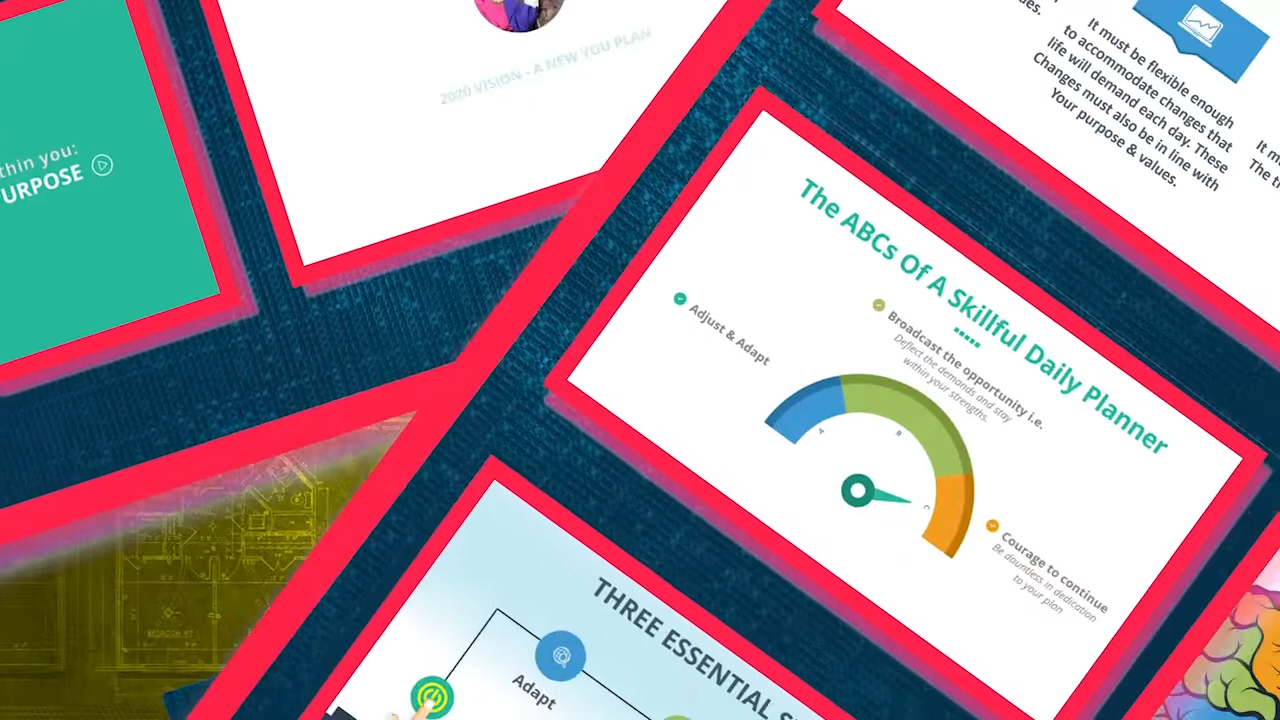 thin you:
URPOSE
2020 VISION - A NEW YOU PLAN
It must be flexible enough
to accommodate changes that
life will demand each day. These
Changes must also be in line with
Your purpose & values.
The ABCs Of A Skillful Daily Planner
Adjust & Adapt
Broadcast the opportunity i.e.
Deflect the demands and stay
within your strengths.
A
B
C
Courage to continue
Be dauntless in dedication
to your plan
THREE ESSENTIAL
Adapt